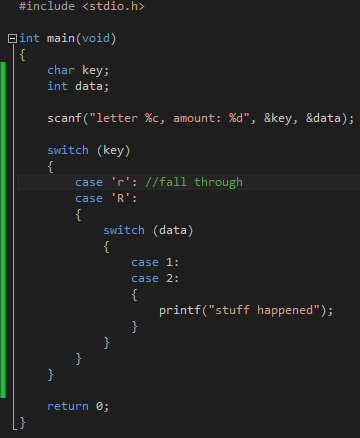 #include <stdio.h>
int main(void)
{
char key;
int data;
scanf("letter %c, amount: %d", &key, &data);
switch (key)
{
case 'r': //fall through
case 'R':
{
switch (data)
{
case 1:
case 2:
{
printf("stuff happened");
}
}
}
}
return 0;
}